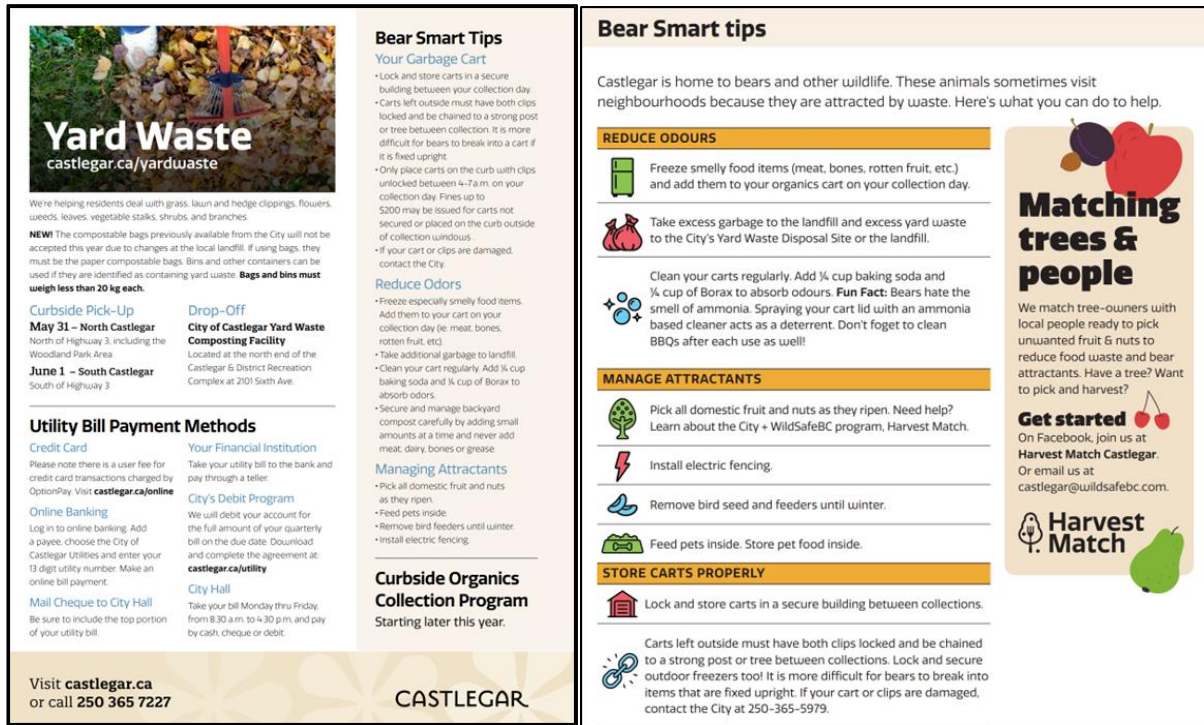 Yard Waste
castlegar.ca/yardwaste
We're helping residents deal with grass, lawn and hedge clippings, flowers,
weeds, leaves, vegetable stalks, shrubs, and branches.
NEW! The compostable bags previously available from the City will not be
accepted this year due to changes at the local landfill. If using bags, they
must be the paper compostable bags. Bins and other containers can be
used if they are identified as containing yard waste. Bags and bins must
weigh less than 20 kg each.
Curbside Pick-Up
May 31 – North Castlegar
North of Highway 3, including the
Woodland Park Area
June 1 – South Castlegar
South of Highway 3
Drop-Off
City of Castlegar Yard Waste
Composting Facility
Located at the north end of the
Castlegar & District Recreation
Complex at 2101 Sixth Ave.
Utility Bill Payment Methods
Credit Card
Please note there is a user fee for
credit card transactions charged by
OptionPay. Visit castlegar.ca/online
Online Banking
Log in to online banking. Add
a payee, choose the City of
Castlegar Utilities and enter your
13 digit utility number. Make an
online bill payment.
Mail Cheque to City Hall
Be sure to include the top portion
of your utility bill.
Your Financial Institution
Take your utility bill to the bank and
pay through a teller.
City's Debit Program
We will debit your account for
the full amount of your quarterly
bill on the due date. Download
and complete the agreement at:
castlegar.ca/utility
City Hall
Take your bill Monday thru Friday,
from 8:30 a.m. to 4:30 p.m. and pay
by cash, cheque or debit.
Bear Smart Tips
Your Garbage Cart
• Lock and store carts in a secure
building between your collection day.
• Carts left outside must have both clips
locked and be chained to a strong post
or tree between collection. It is more
difficult for bears to break into a cart if
it is fixed upright.
• Only place carts on the curb with clips
unlocked between 4-7a.m. on your
collection day. Fines up to
$200 may be issued for carts not
secured or placed on the curb outside
of collection windows .
• If your cart or clips are damaged,
contact the City.
Reduce Odors
• Freeze especially smelly food items.
Add them to your cart on your
collection day (ie: meat, bones,
rotten fruit, etc).
• Take additional garbage to landfill.
• Clean your cart regularly. Add ¼ cup
baking soda and ¼ cup of Borax to
absorb odors.
• Secure and manage backyard
compost carefully by adding small
amounts at a time and never add
meat, dairy, bones or grease.
Managing Attractants
• Pick all domestic fruit and nuts
as they ripen.
• Feed pets inside.
• Remove bird feeders until winter.
• Install electric fencing.
Curbside Organics
Collection Program
Starting later this year.
Visit castlegar.ca
or call 250 365 7227
CASTLEGAR
Bear Smart tips
Castlegar is home to bears and other wildlife. These animals sometimes visit
neighbourhoods because they are attracted by waste. Here's what you can do to help.
REDUCE ODOURS
Freeze smelly food items (meat, bones, rotten fruit, etc.)
and add them to your organics cart on your collection day.
Take excess garbage to the landfill and excess yard waste
to the City's Yard Waste Disposal Site or the landfill.
Clean your carts regularly. Add ¼ cup baking soda and
¼ cup of Borax to absorb odours. Fun Fact: Bears hate the
smell of ammonia. Spraying your cart lid with an ammonia
based cleaner acts as a deterrent. Don't foget to clean
BBQs after each use as well!
MANAGE ATTRACTANTS
Pick all domestic fruit and nuts as they ripen. Need help?
Learn about the City + WildSafeBC program, Harvest Match.
Install electric fencing.
Remove bird seed and feeders until winter.
Feed pets inside. Store pet food inside.
STORE CARTS PROPERLY
Lock and store carts in a secure building between collections.
Carts left outside must have both clips locked and be chained
to a strong post or tree between collections. Lock and secure
outdoor freezers too! It is more difficult for bears to break into
items that are fixed upright. If your cart or clips are damaged,
contact the City at 250-365-5979.
Matching
trees &
people
We match tree-owners with
local people ready to pick
unwanted fruit & nuts to
reduce food waste and bear
attractants. Have a tree? Want
to pick and harvest?
Get started
On Facebook, join us at
Harvest Match Castlegar.
Or email us at
castlegar@wildsafebc.com.
Harvest
Match